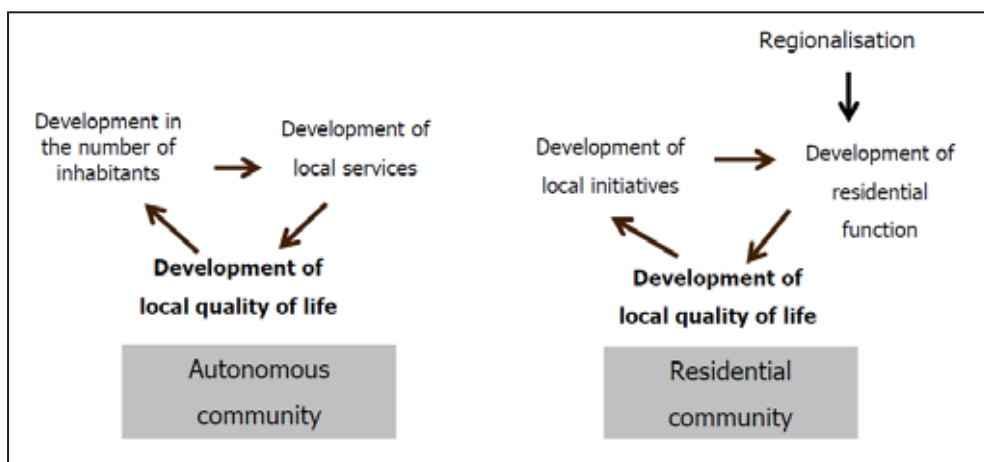 Development in
the number of
inhabitants
Development of
local services
Development of
local quality of life
Autonomous
community
Regionalisation
Development of
local initiatives
Development of
residential
function
Development of
local quality of life
Residential
community